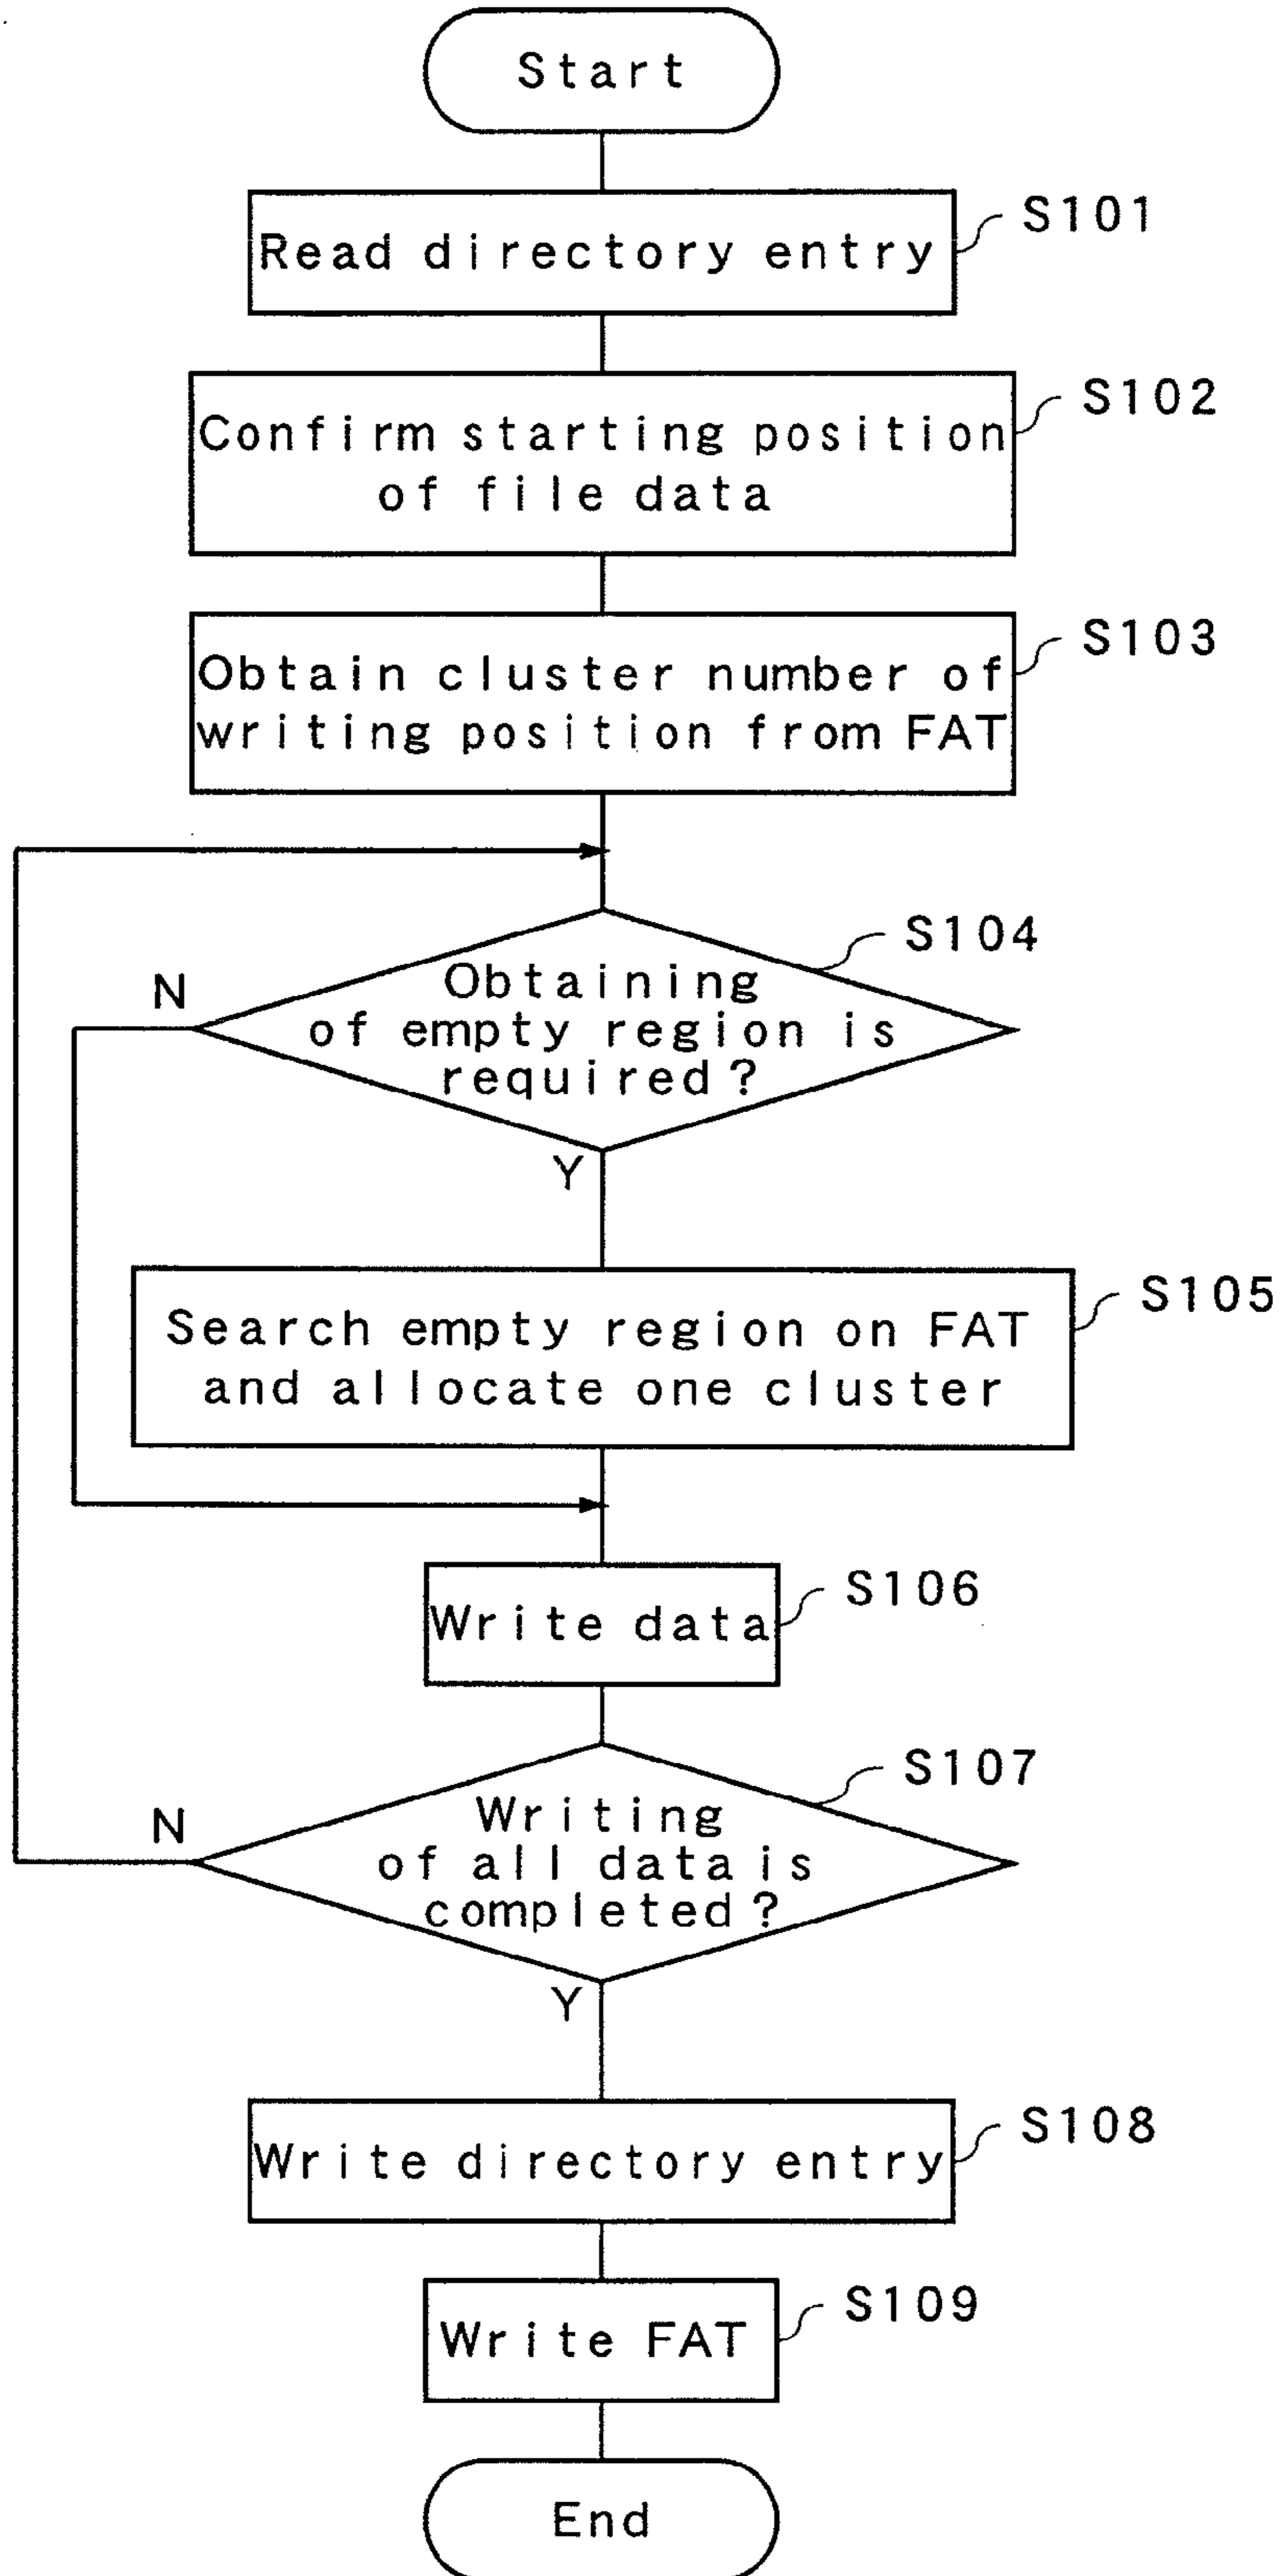 Start
S101
Read directory entry
S102
Confirm starting position
of file data
S103
Obtain cluster number of
writing position from FAT
S104
N
Obtaining
of empty region is
required?
Y
S105
Search empty region on FAT
and allocate one cluster
S106
Write data
S107
N
Writing
of all data is
completed?
Y
S108
Write directory entry
S109
Write FAT
End